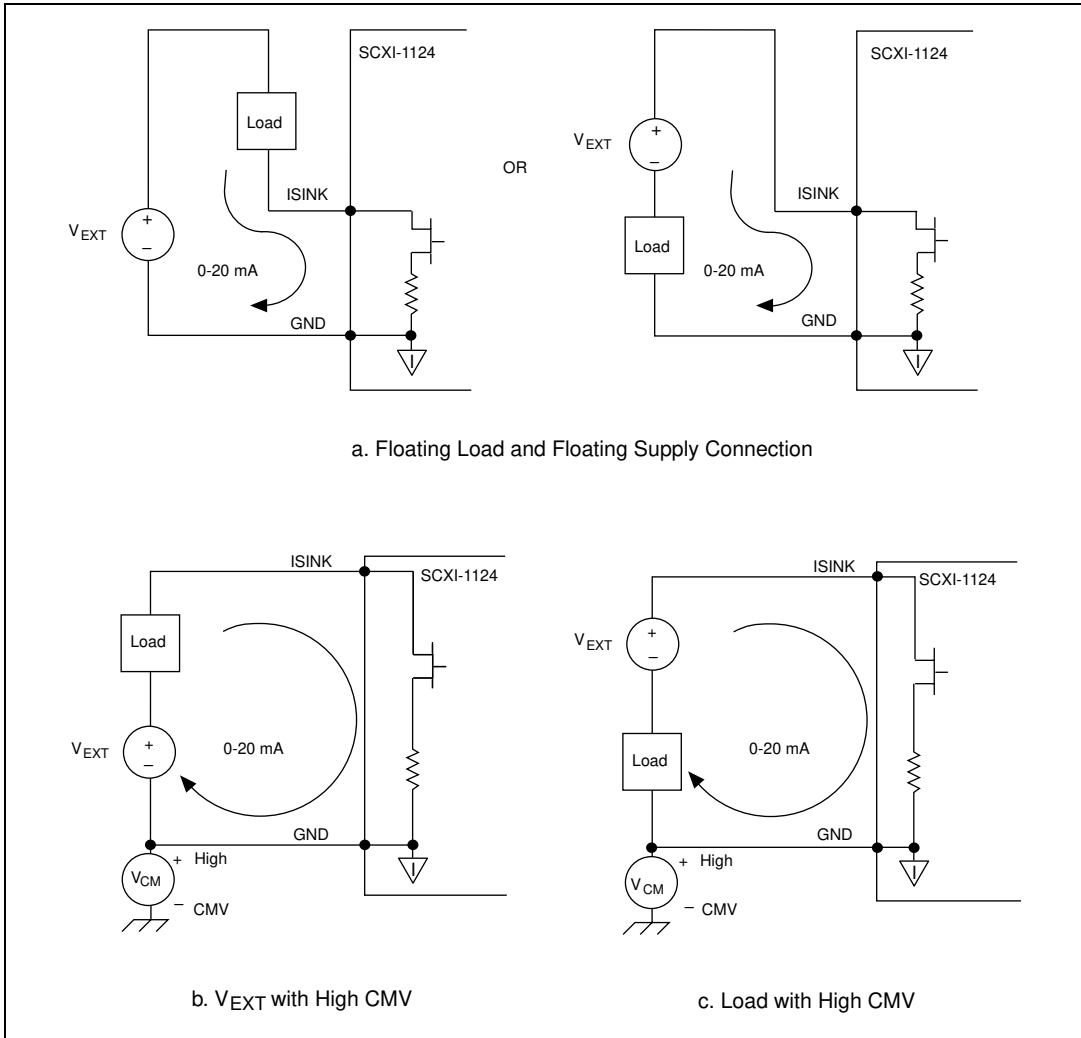 SCXI-1124
Load
ISINK
V EXT
+
–
0-20 mA
GND
I
OR
SCXI-1124
V EXT
+
–
ISINK
Load
0-20 mA
GND
I
a. Floating Load and Floating Supply Connection
ISINK
SCXI-1124
Load
V EXT
+
–
0-20 mA
GND
I
+ High
V CM
– CMV
b. V EXT with High CMV
ISINK
SCXI-1124
V EXT
+
–
Load
0-20 mA
GND
I
+ High
V CM
– CMV
c. Load with High CMV